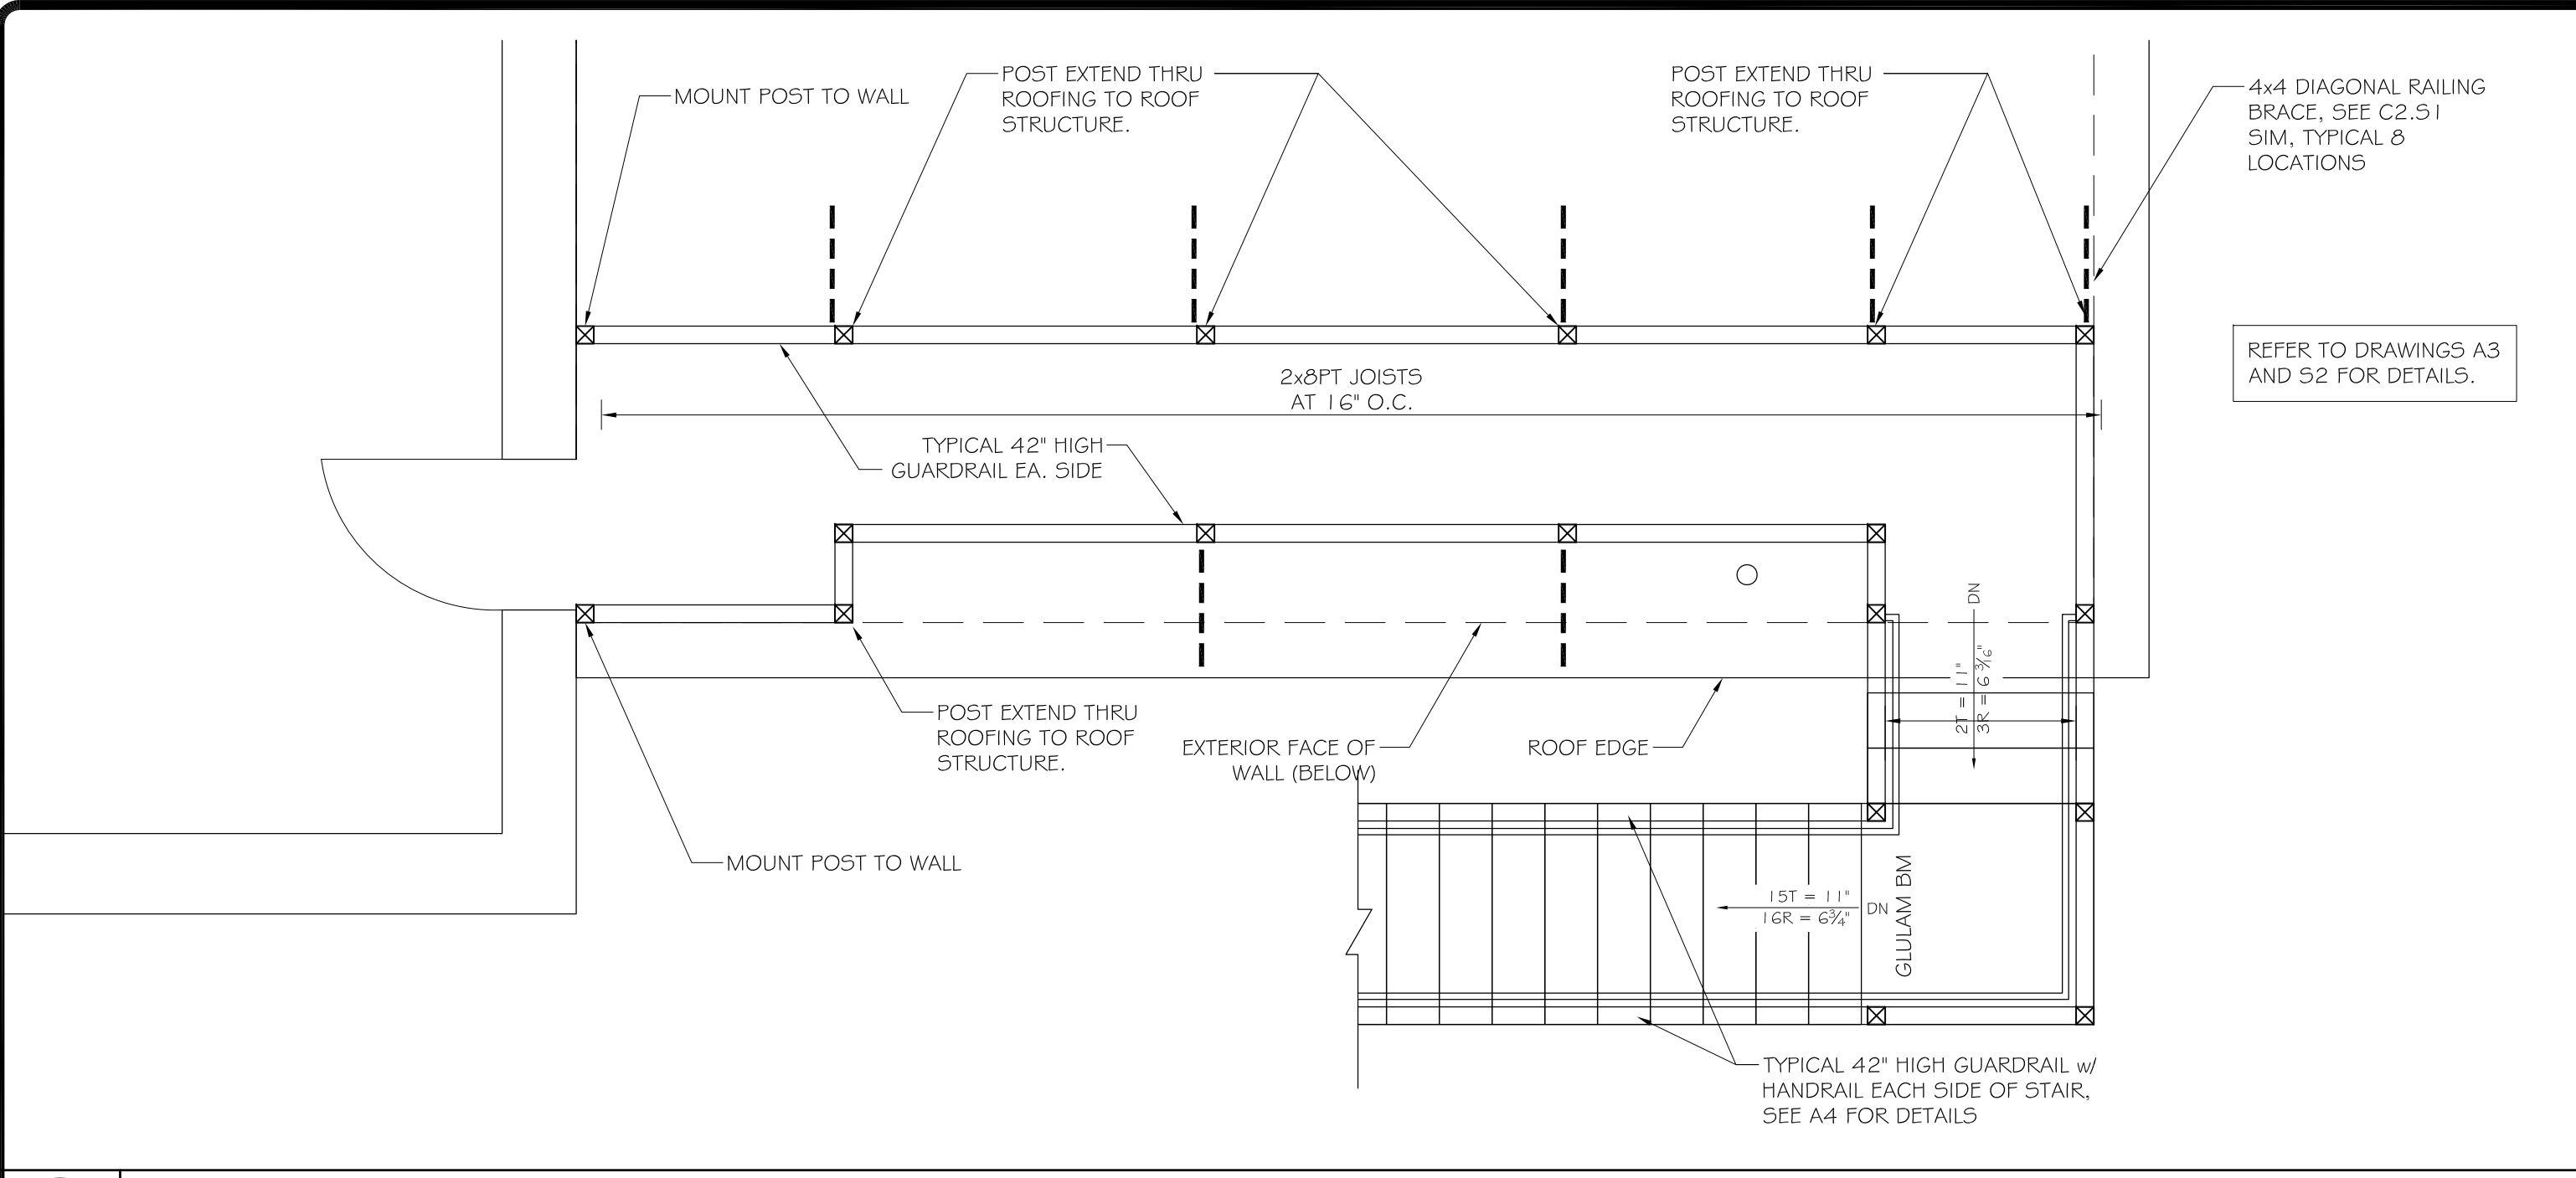 MOUNT POST TO WALL
POST EXTEND THRU
ROOFING TO ROOF
STRUCTURE.
POST EXTEND THRU
ROOFING TO ROOF
STRUCTURE.
4x4 DIAGONAL RAILING
BRACE, SEE C2.S1
SIM, TYPICAL 8
LOCATIONS
REFER TO DRAWINGS A3
AND S2 FOR DETAILS.
2x8PT JOISTS
AT 16" O.C.
TYPICAL 42" HIGH
GUARDRAIL EA. SIDE
DN
2T = 11"
3R = 6 3/16"
POST EXTEND THRU
ROOFING TO ROOF
STRUCTURE.
EXTERIOR FACE OF
WALL (BELOW)
ROOF EDGE
MOUNT POST TO WALL
15T = 11"
16R = 6¾"
DN
GLULAM BM
TYPICAL 42" HIGH GUARDRAIL w/
HANDRAIL EACH SIDE OF STAIR,
SEE A4 FOR DETAILS